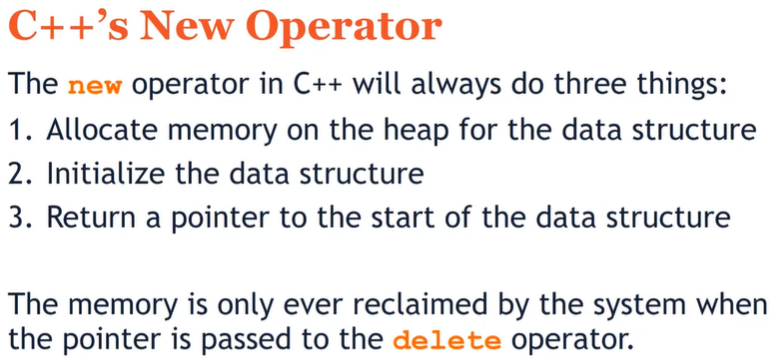 C++’s New Operator
The new operator in C++ will always do three things:
1. Allocate memory on the heap for the data structure
2. Initialize the data structure
3. Return a pointer to the start of the data structure
The memory is only ever reclaimed by the system when
the pointer is passed to the delete operator.